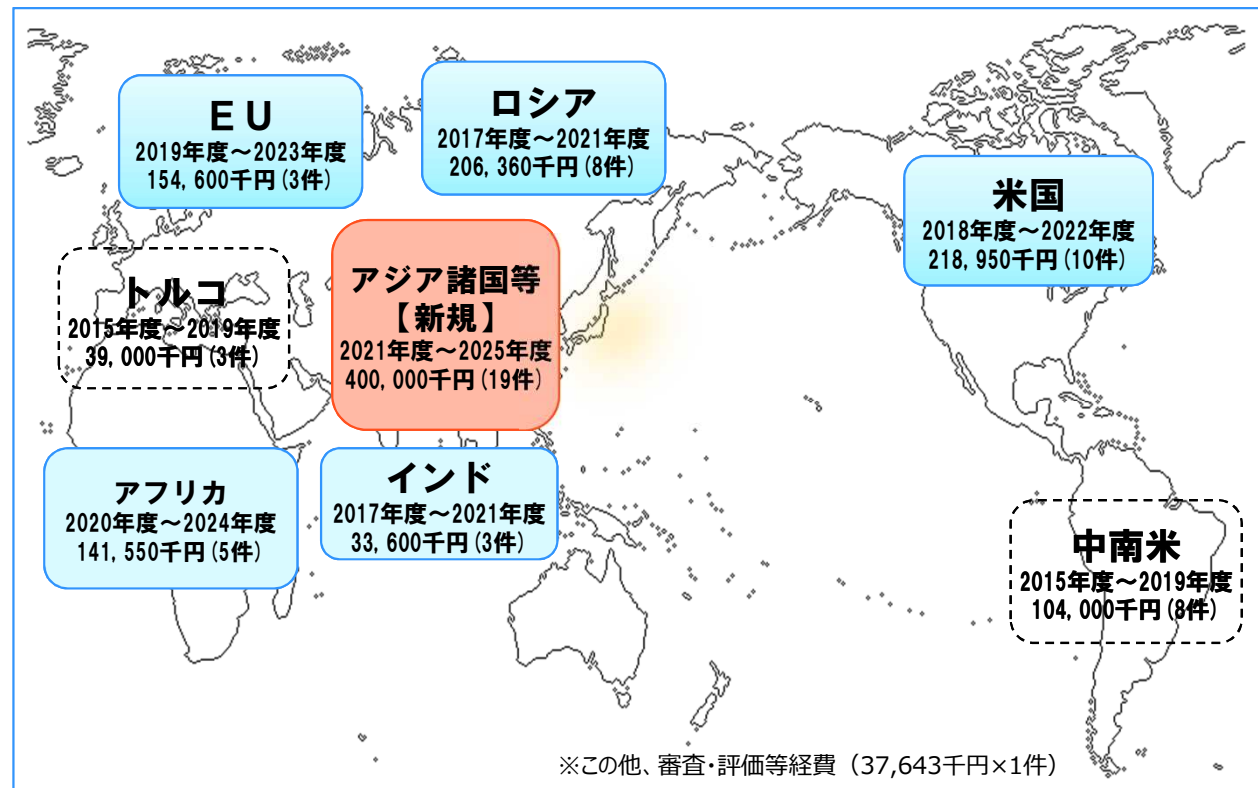 EU
2019年度～2023年度
154,600千円(3件)
ロシア
2017年度～2021年度
206,360千円(8件)
米国
2018年度～2022年度
218,950千円(10件)
トルコ
2015年度～2019年度
39,000千円(3件)
アジア諸国等
【新規】
2021年度～2025年度
400,000千円(19件)
アフリカ
2020年度～2024年度
141,550千円(5件)
インド
2017年度～2021年度
33,600千円(3件)
中南米
2015年度～2019年度
104,000千円(8件)
※この他、審査・評価等経費（37,643千円×1件）